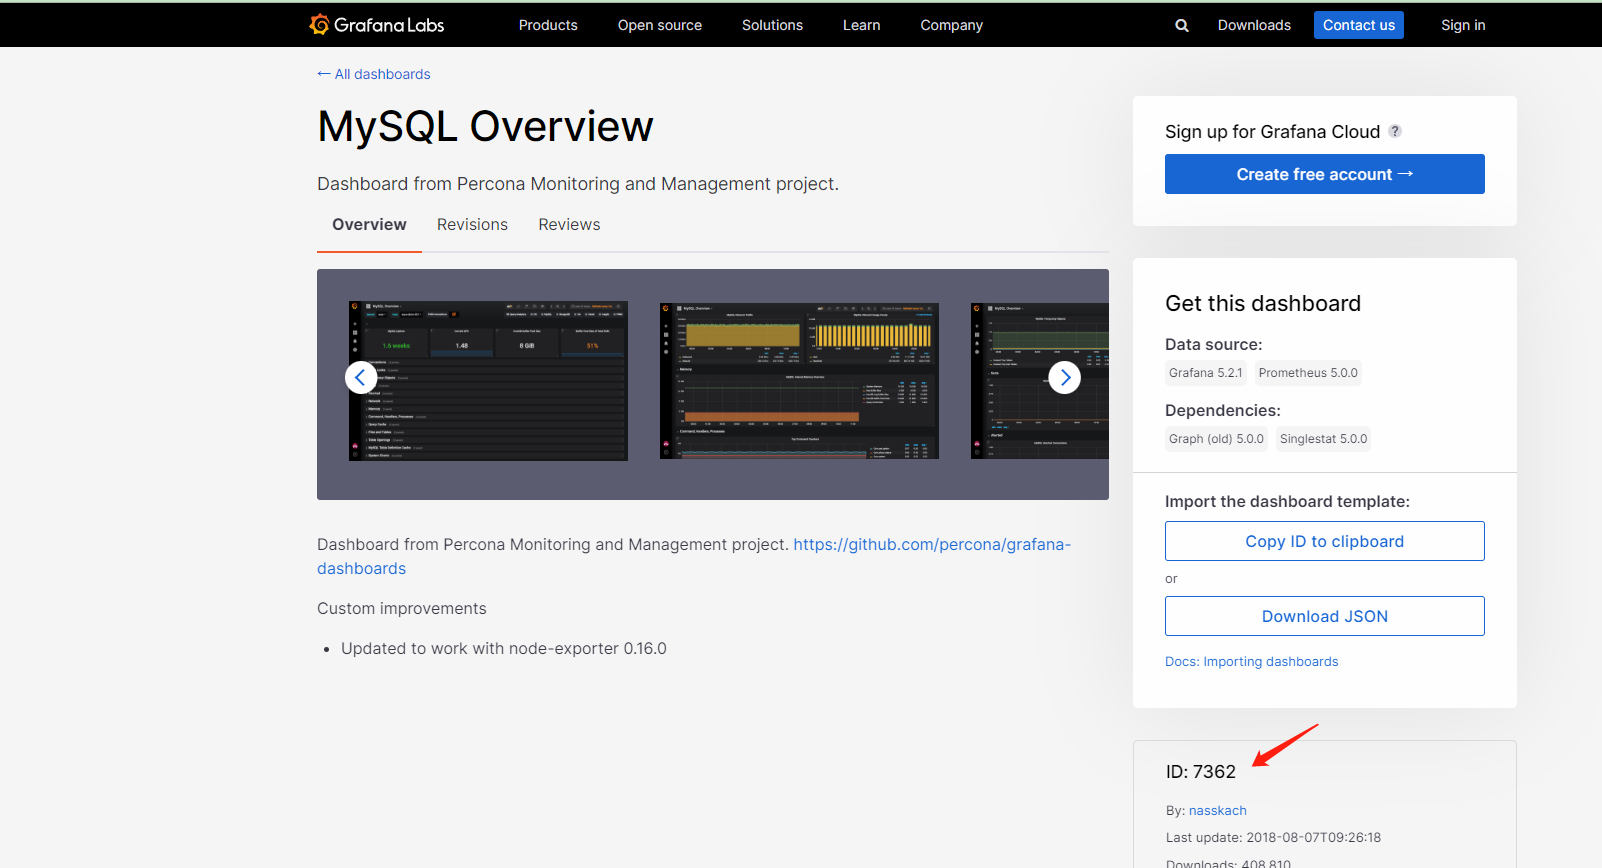 Grafana Labs
Products
Open source
Solutions
Learn
Company
Downloads
Contact us
Sign in
← All dashboards
MySQL Overview
Dashboard from Percona Monitoring and Management project.
Overview
Revisions
Reviews
1.48
8 GiB
51%
Dashboard from Percona Monitoring and Management project. https://github.com/percona/grafana-
dashboards
Custom improvements
• Updated to work with node-exporter 0.16.0
Sign up for Grafana Cloud ?
Create free account →
Get this dashboard
Data source:
Grafana 5.2.1
Prometheus 5.0.0
Dependencies:
Graph (old) 5.0.0
Singlestat 5.0.0
Import the dashboard template:
Copy ID to clipboard
or
Download JSON
Docs: Importing dashboards
ID: 7362
By: nasskach
Last update: 2018-08-07T09:26:18
Downloads: 408,810